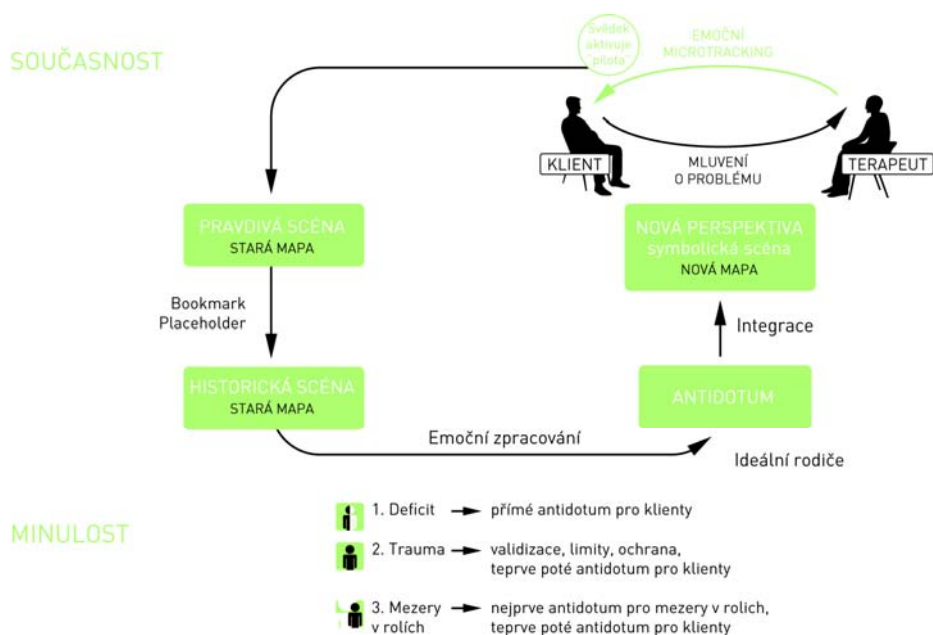 SOUČASNOST
Svědek
aktivuje
"pilota"
EMOČNÍ
MICROTRACKING
KLIENT
MLUVENÍ
O PROBLÉMU
TERAPEUT
PRAVDIVÁ SCÉNA
STARÁ MAPA
NOVÁ PERSPEKTIVA
symbolická scéna
NOVÁ MAPA
Bookmark
Placeholder
Integrace
HISTORICKÁ SCÉNA
STARÁ MAPA
ANTIDOTUM
Emoční zpracování
Ideální rodiče
MINULOST
1. Deficit
přímé antidotum pro klienty
2. Trauma
validizace, limity, ochrana,
teprve poté antidotum pro klienty
3. Mezery
v rolích
nejprve antidotum pro mezery v rolich,
teprve poté antidotum pro klienty